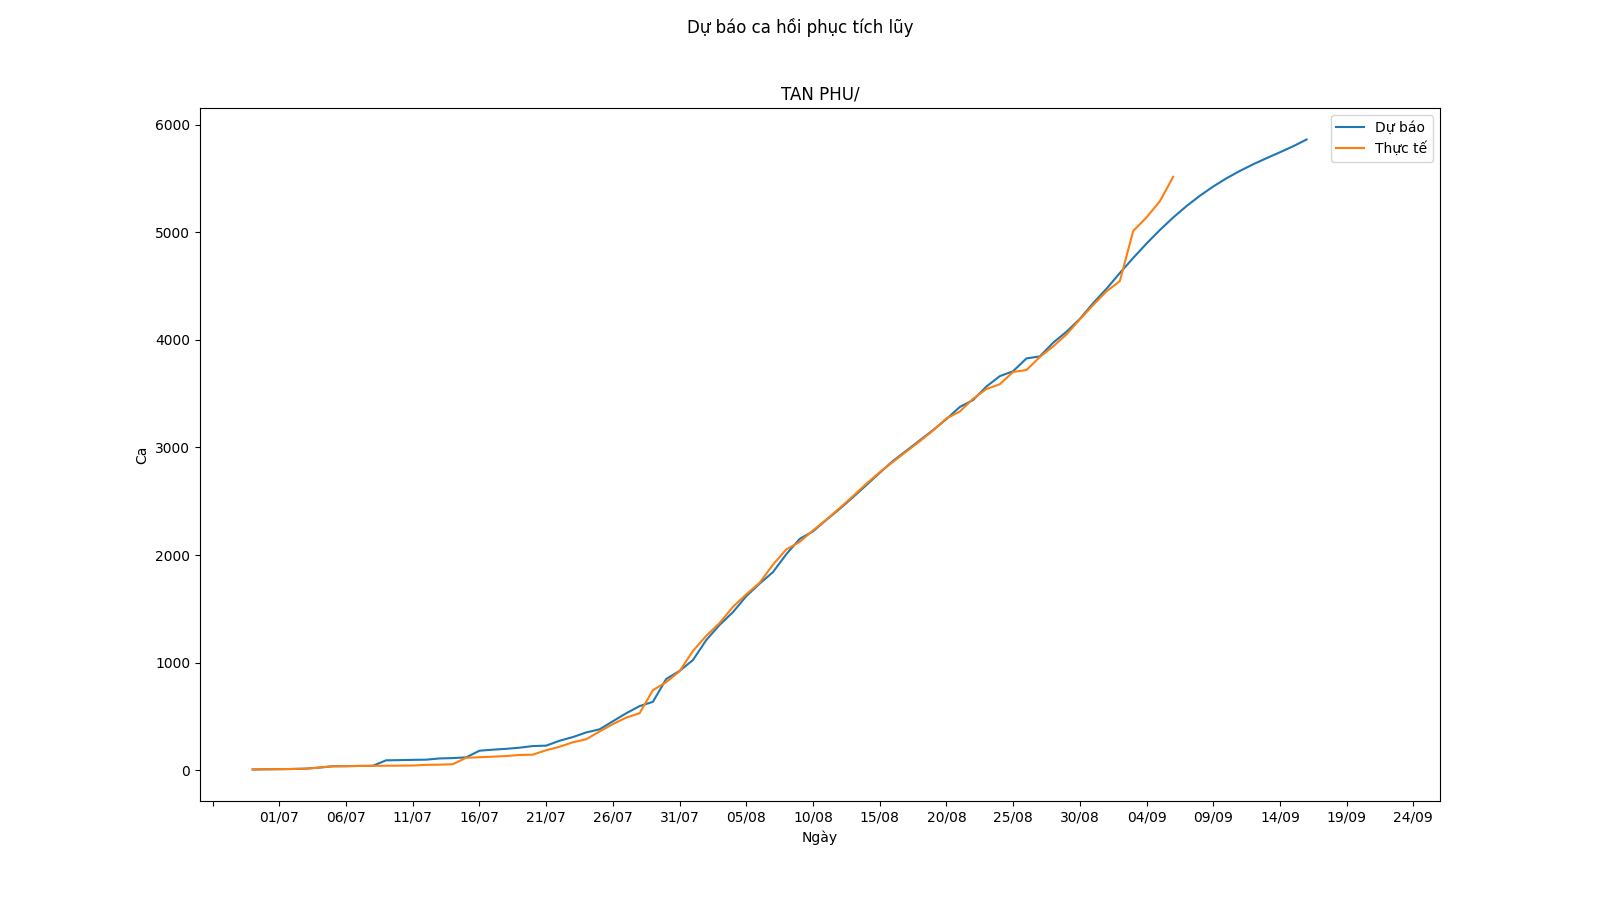 Dự báo ca hồi phục tích lũy
TAN PHU/
6000
5000
4000
3000
2000
1000
0
Ca
Dự báo
Thực tế
01/07 06/07 11/07 16/07 21/07 26/07 31/07 05/08 10/08 15/08 20/08 25/08 30/08 04/09 09/09 14/09 19/09 24/09
Ngày